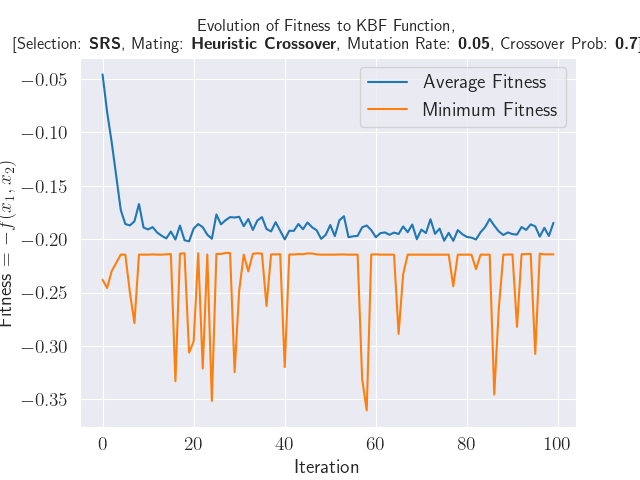 Evolution of Fitness to KBF Function,
[Selection: SRS, Mating: Heuristic Crossover, Mutation Rate: 0.05, Crossover Prob: 0.7]
Average Fitness
Minimum Fitness
Fitness = −f(x₁, x₂)
−0.05
−0.10
−0.15
−0.20
−0.25
−0.30
−0.35
0 20 40 60 80 100
Iteration